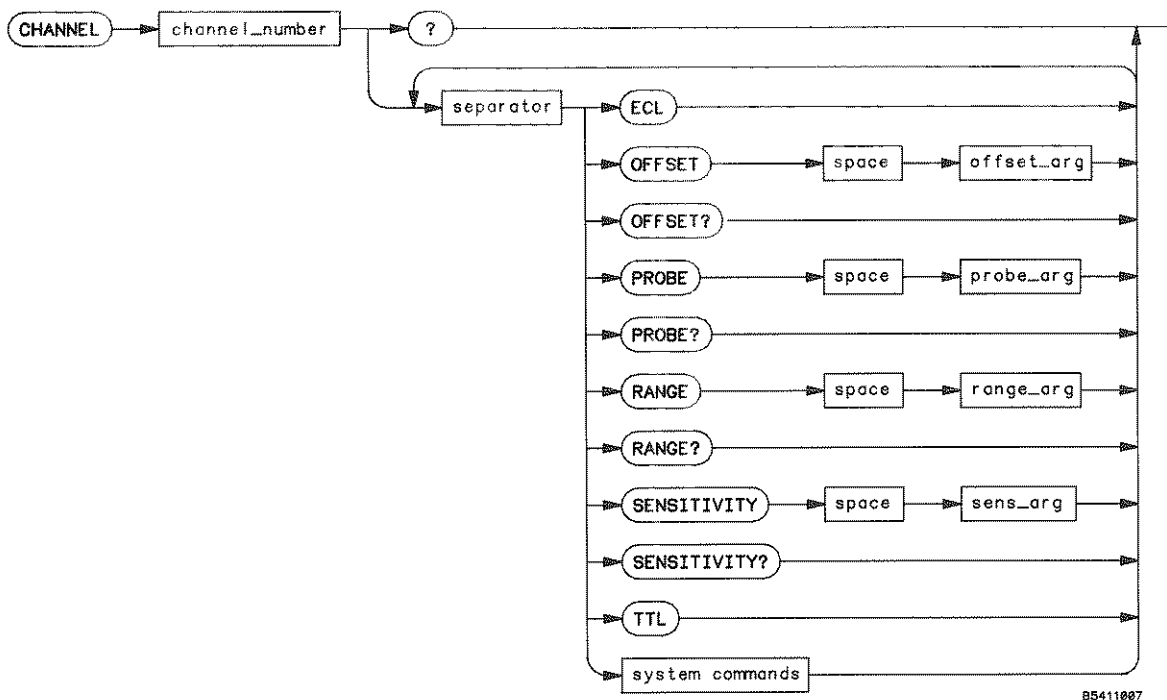 CHANNEL channel_number ?
separator ECL
OFFSET space offset_arg
OFFSET?
PROBE space probe_arg
PROBE?
RANGE space range_arg
RANGE?
SENSITIVITY space sens_arg
SENSITIVITY?
TTL
system commands
B5411007